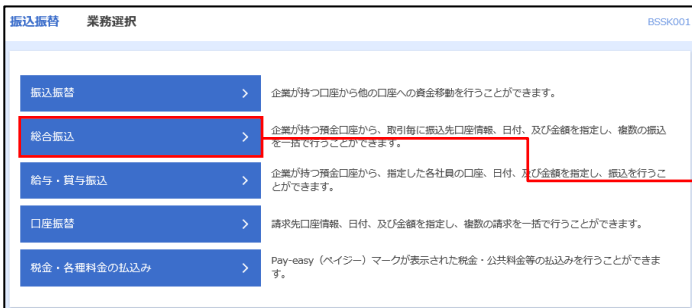 振込振替 業務選択 BSSK001
振込振替 企業が持つ口座から他の口座への資金移動を行うことができます。
総合振込 企業が持つ預金口座から、取引毎に振込先口座情報、日付、及び金額を指定し、複数の振込
を一括で行うことができます。
給与・賞与振込 企業が持つ預金口座から、指定した各社員の口座、日付、及び金額を指定し、振込を行うこ
とができます。
口座振替 請求先口座情報、日付、及び金額を指定し、複数の請求を一括で行うことができます。
税金・各種料金の払込み Pay-easy（ペイジー）マークが表示された税金・公共料金等の払込みを行うことができま
す。